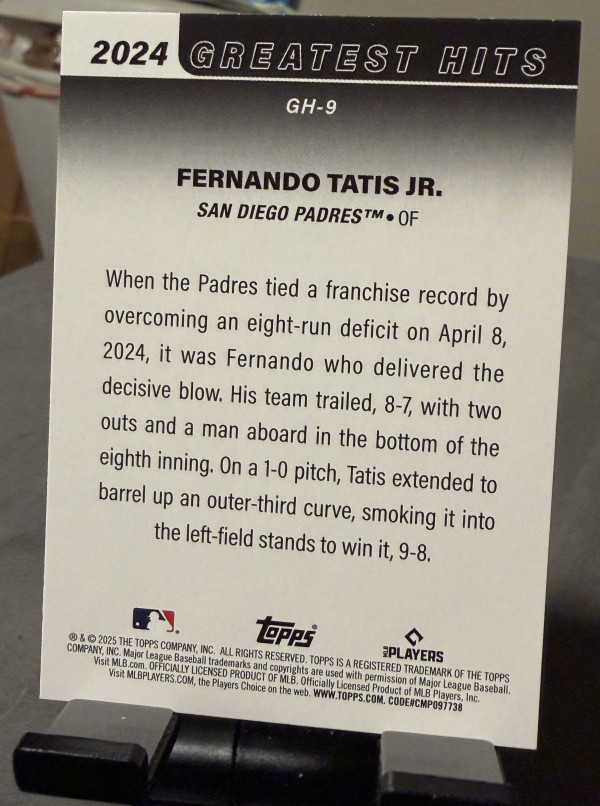 2024 GREATEST HITS
GH-9
FERNANDO TATIS JR.
SAN DIEGO PADRES™ • OF
When the Padres tied a franchise record by
overcoming an eight-run deficit on April 8,
2024, it was Fernando who delivered the
decisive blow. His team trailed, 8-7, with two
outs and a man aboard in the bottom of the
eighth inning. On a 1-0 pitch, Tatis extended to
barrel up an outer-third curve, smoking it into
the left-field stands to win it, 9-8.
Topps®
MLB PLAYERS
® & © 2025 THE TOPPS COMPANY, INC. ALL RIGHTS RESERVED. TOPPS IS A REGISTERED TRADEMARK OF THE TOPPS
COMPANY, INC. Major League Baseball trademarks and copyrights are used with permission of Major League Baseball.
Visit MLB.com. OFFICIALLY LICENSED PRODUCT OF MLB. Officially Licensed Product of MLB Players, Inc.
Visit MLBPLAYERS.COM, the Players Choice on the web. WWW.TOPPS.COM. CODE#CMP097738